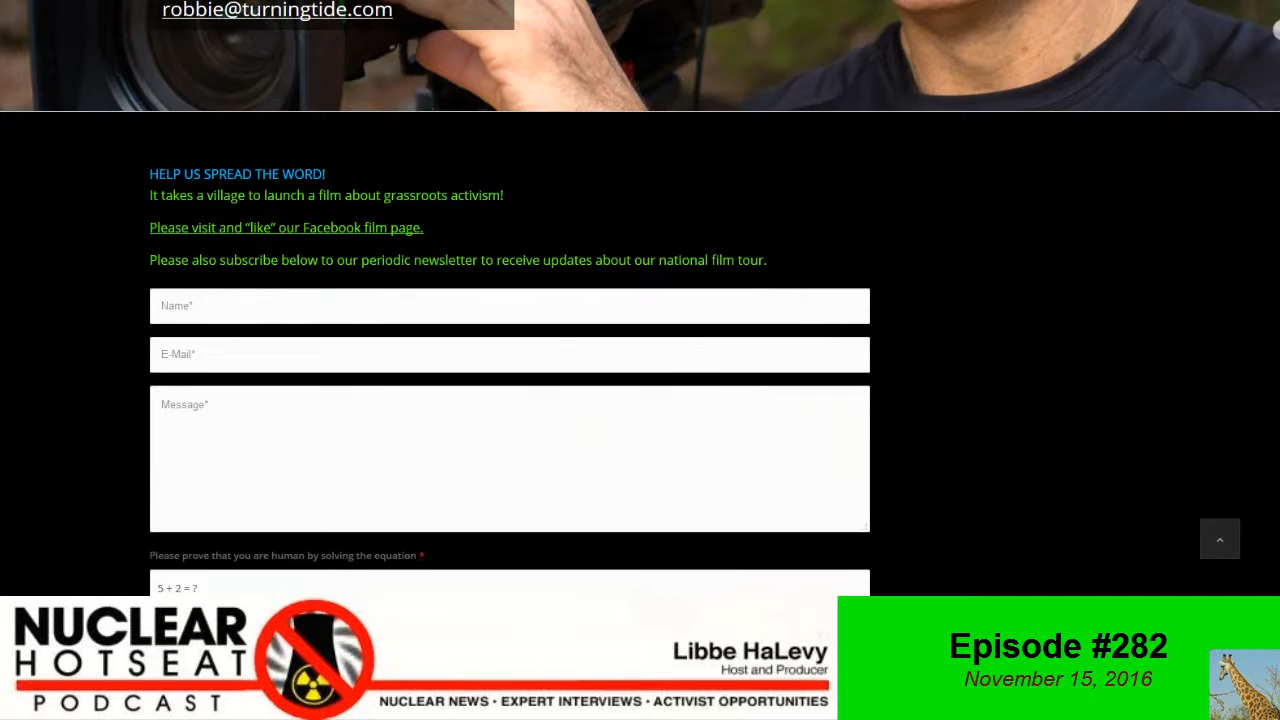 robbie@turningtide.com
HELP US SPREAD THE WORD!
It takes a village to launch a film about grassroots activism!
Please visit and “like” our Facebook film page.
Please also subscribe below to our periodic newsletter to receive updates about our national film tour.
Name*
E-Mail*
Message*
Please prove that you are human by solving the equation *
5 + 2 = ?
NUCLEAR
HOTSEAT
PODCAST
Libbe HaLevy
Host and Producer
NUCLEAR NEWS · EXPERT INTERVIEWS · ACTIVIST OPPORTUNITIES
Episode #282
November 15, 2016